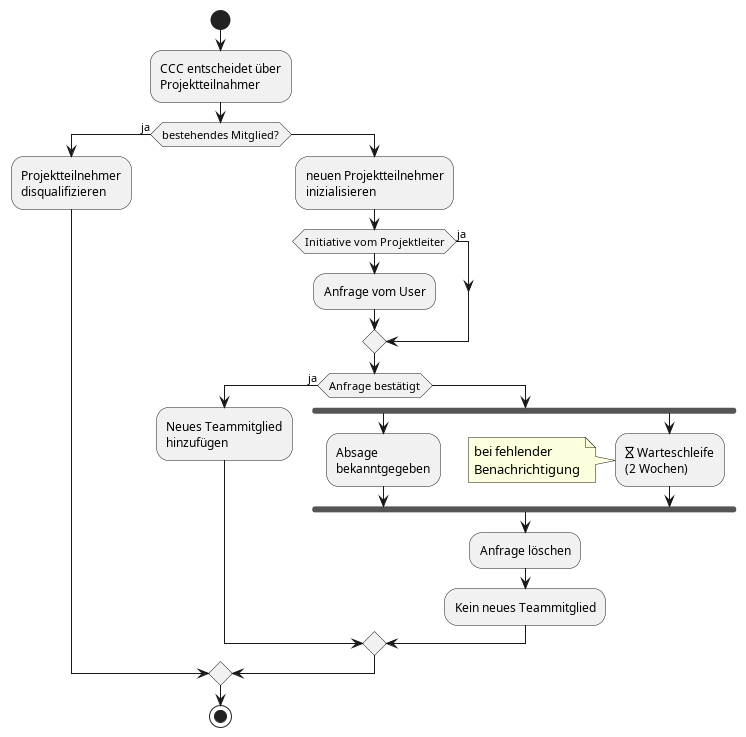 CCC entscheidet über
Projektteilnahmer
bestehendes Mitglied?
ja
Projektteilnehmer
disqualifizieren
neuen Projektteilnehmer
inizialisieren
Initiative vom Projektleiter
ja
Anfrage vom User
Anfrage bestätigt
ja
Neues Teammitglied
hinzufügen
Absage
bekanntgegeben
bei fehlender
Benachrichtigung
⌛ Warteschleife
(2 Wochen)
Anfrage löschen
Kein neues Teammitglied